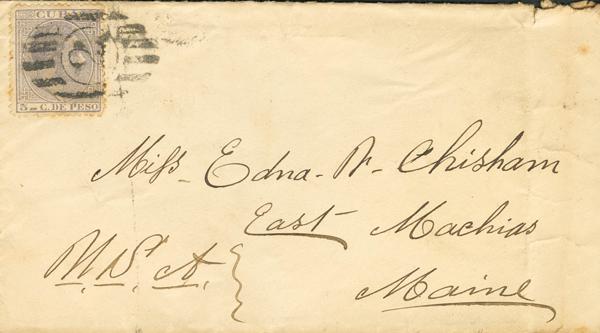 CUBA
5 C. DE PESO
Miss Edna W. Chisham
East Machias
U.S.A.
Maine